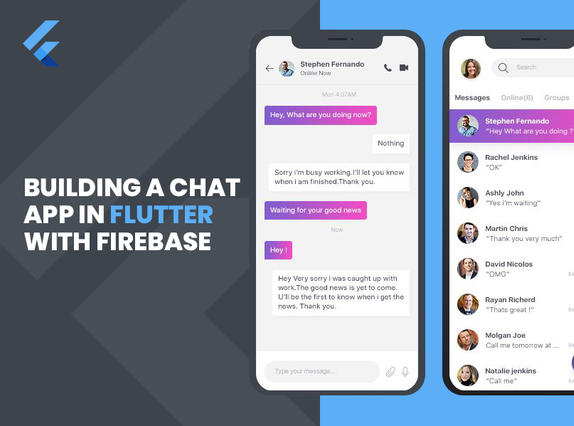 BUILDING A CHAT
APP IN FLUTTER
WITH FIREBASE
Stephen Fernando
Online Now
Mon 4:07AM
Hey, What are you doing now?
Nothing
Sorry i'm busy working.I'll let you know
when i am finished.Thank you.
Waiting for your good news
Now
Hey !
Hey Very sorry i was caught up with
work.The good news is yet to come.
U'll be the first to know when i get the
news. Thank you.
Type your message...
Search
Messages Online(6) Groups
Stephen Fernando
"Hey What are you doing ?"
Rachel Jenkins
"OK"
Ashly John
"Yes i'm waiting"
Martin Chris
"Thank you very much"
David Nicolos
"OMG"
Rayan Richerd
"Thats great !"
Molgan Joe
Call me tomorrow at ...
Natalie jenkins
"Call me"